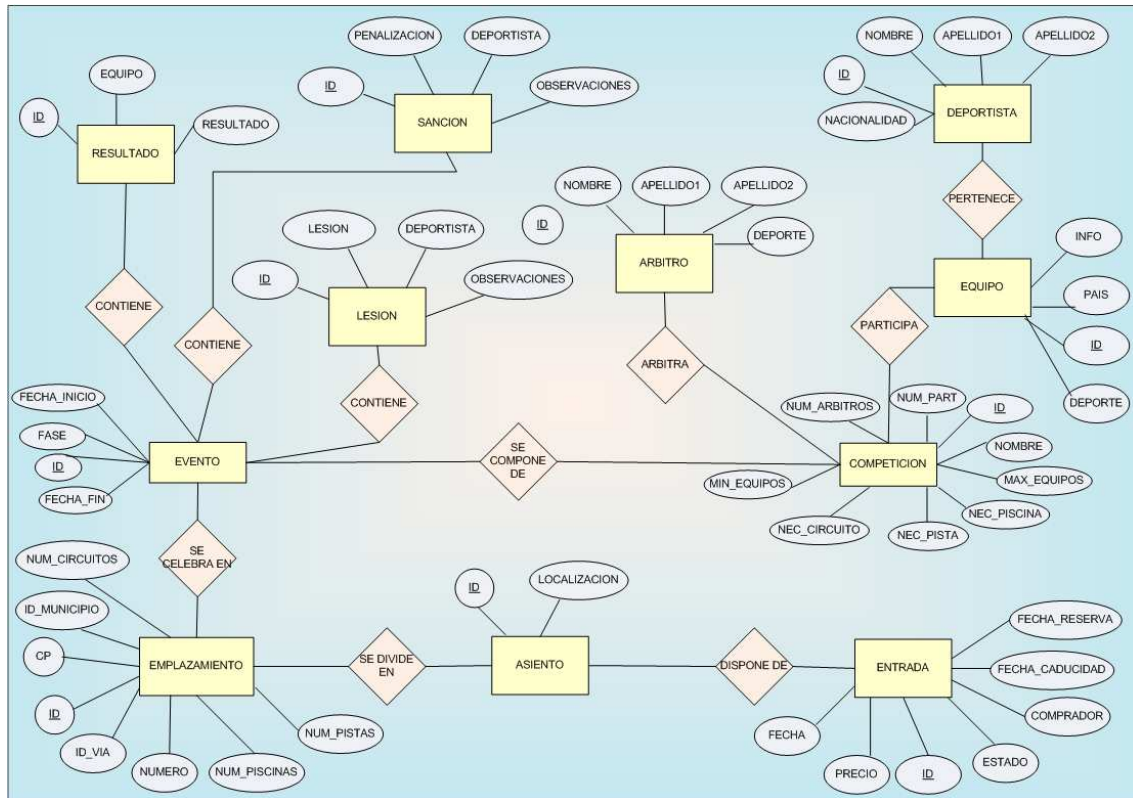 PENALIZACION
DEPORTISTA
ID
OBSERVACIONES
SANCION
EQUIPO
ID
RESULTADO
RESULTADO
NOMBRE
APELLIDO1
APELLIDO2
ID
NACIONALIDAD
DEPORTISTA
PERTENECE
NOMBRE
APELLIDO1
APELLIDO2
ID
DEPORTE
ARBITRO
LESION
DEPORTISTA
ID
OBSERVACIONES
LESION
INFO
PAIS
ID
DEPORTE
EQUIPO
CONTIENE
CONTIENE
CONTIENE
ARBITRA
PARTICIPA
FECHA_INICIO
FASE
ID
FECHA_FIN
EVENTO
SE
COMPONE
DE
NUM_ARBITROS
NUM_PART
ID
NOMBRE
MAX_EQUIPOS
MIN_EQUIPOS
NEC_PISCINA
NEC_CIRCUITO
NEC_PISTA
COMPETICION
SE
CELEBRA EN
NUM_CIRCUITOS
ID_MUNICIPIO
CP
ID
ID_VIA
NUMERO
NUM_PISCINAS
NUM_PISTAS
EMPLAZAMIENTO
SE DIVIDE
EN
ID
LOCALIZACION
ASIENTO
DISPONE DE
ENTRADA
FECHA_RESERVA
FECHA_CADUCIDAD
COMPRADOR
ESTADO
ID
PRECIO
FECHA